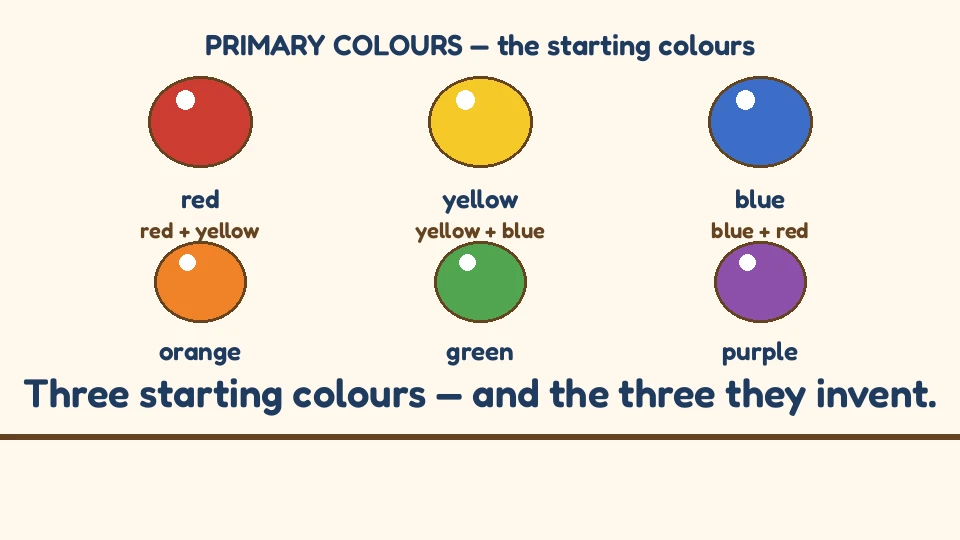 PRIMARY COLOURS — the starting colours
red yellow blue
red + yellow yellow + blue blue + red
orange green purple
Three starting colours — and the three they invent.